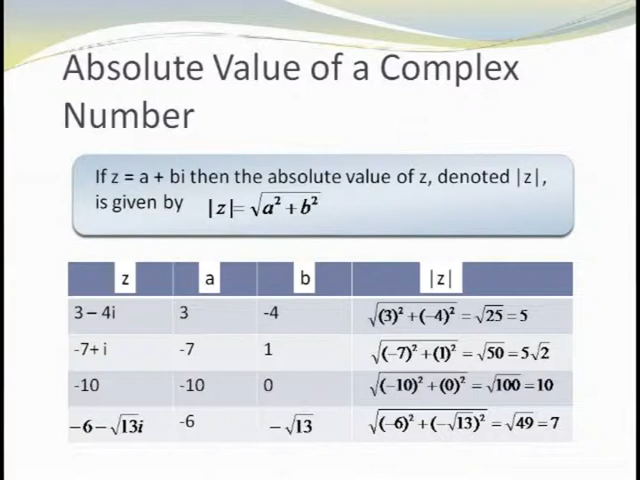 Absolute Value of a Complex
Number
If z = a + bi then the absolute value of z, denoted |z|,
is given by |z|=√(a² + b²)
z a b |z|
3 – 4i 3 -4 √((3)² +(–4)²) = √25 = 5
-7+ i -7 1 √((–7)² +(1)²) = √50 = 5√2
-10 -10 0 √((–10)² +(0)²) = √100 = 10
–6 – √13i -6 – √13 √((–6)² +(–√13)²) = √49 = 7